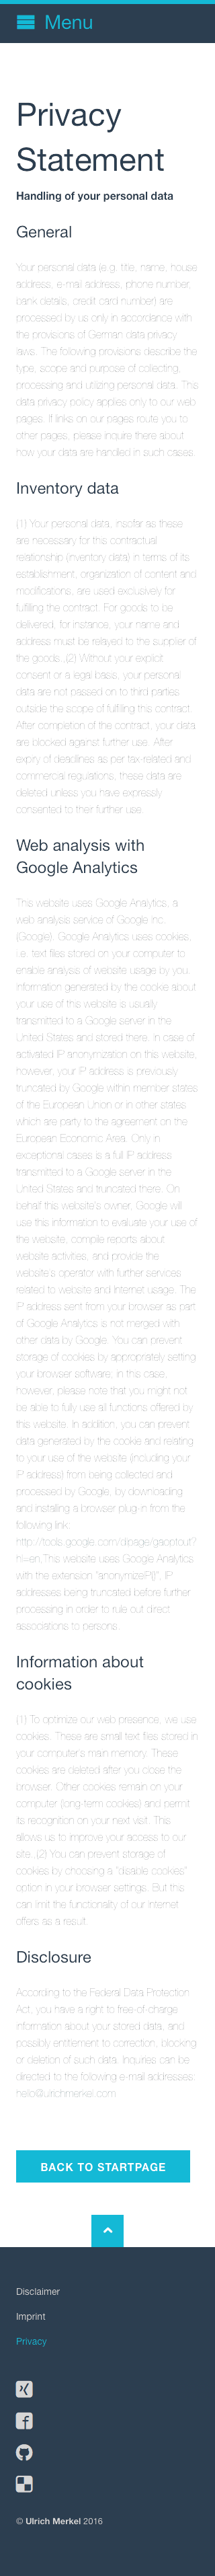 Menu
Privacy
Statement
Handling of your personal data
General
Your personal data (e.g. title, name, house
address, e-mail address, phone number,
bank details, credit card number) are
processed by us only in accordance with
the provisions of German data privacy
laws. The following provisions describe the
type, scope and purpose of collecting,
processing and utilizing personal data. This
data privacy policy applies only to our web
pages. If links on our pages route you to
other pages, please inquire there about
how your data are handled in such cases.
Inventory data
(1) Your personal data, insofar as these
are necessary for this contractual
relationship (inventory data) in terms of its
establishment, organization of content and
modifications, are used exclusively for
fulfilling the contract. For goods to be
delivered, for instance, your name and
address must be relayed to the supplier of
the goods. ,(2) Without your explicit
consent or a legal basis, your personal
data are not passed on to third parties
outside the scope of fulfilling this contract.
After completion of the contract, your data
are blocked against further use. After
expiry of deadlines as per tax-related and
commercial regulations, these data are
deleted unless you have expressly
consented to their further use.
Web analysis with
Google Analytics
This website uses Google Analytics, a
web analysis service of Google Inc.
(Google). Google Analytics uses cookies,
i.e. text files stored on your computer to
enable analysis of website usage by you.
Information generated by the cookie about
your use of this website is usually
transmitted to a Google server in the
United States and stored there. In case of
activated IP anonymization on this website,
however, your IP address is previously
truncated by Google within member states
of the European Union or in other states
which are party to the agreement on the
European Economic Area. Only in
exceptional cases is a full IP address
transmitted to a Google server in the
United States and truncated there. On
behalf this website's owner, Google will
use this information to evaluate your use of
the website, compile reports about
website activities, and provide the
website's operator with further services
related to website and Internet usage. The
IP address sent from your browser as part
of Google Analytics is not merged with
other data by Google. You can prevent
storage of cookies by appropriately setting
your browser software; in this case,
however, please note that you might not
be able to fully use all functions offered by
this website. In addition, you can prevent
data generated by the cookie and relating
to your use of the website (including your
IP address) from being collected and
processed by Google, by downloading
and installing a browser plug-in from the
following link:
http://tools.google.com/dlpage/gaoptout?
hl=en,This website uses Google Analytics
with the extension "anonymizeIP()", IP
addresses being truncated before further
processing in order to rule out direct
associations to persons.
Information about
cookies
(1) To optimize our web presence, we use
cookies. These are small text files stored in
your computer's main memory. These
cookies are deleted after you close the
browser. Other cookies remain on your
computer (long-term cookies) and permit
its recognition on your next visit. This
allows us to improve your access to our
site.,(2) You can prevent storage of
cookies by choosing a "disable cookies"
option in your browser settings. But this
can limit the functionality of our Internet
offers as a result.
Disclosure
According to the Federal Data Protection
Act, you have a right to free-of-charge
information about your stored data, and
possibly entitlement to correction, blocking
or deletion of such data. Inquiries can be
directed to the following e-mail addresses:
hello@ulrichmerkel.com
BACK TO STARTPAGE
Disclaimer
Imprint
Privacy
© Ulrich Merkel 2016